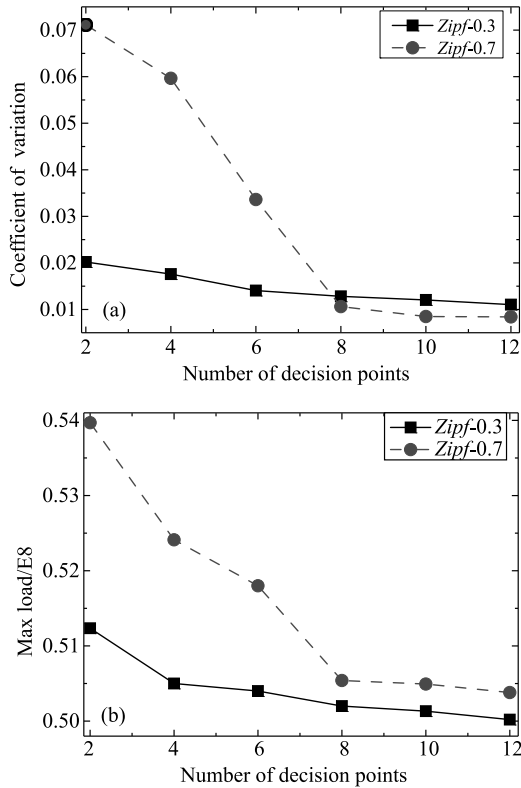 0.07
0.06
0.05
0.04
0.03
0.02
0.01
Coefficient of variation
Zipf-0.3
Zipf-0.7
(a)
2 4 6 8 10 12
Number of decision points
0.54
0.53
0.52
0.51
0.50
Max load/E8
Zipf-0.3
Zipf-0.7
(b)
2 4 6 8 10 12
Number of decision points